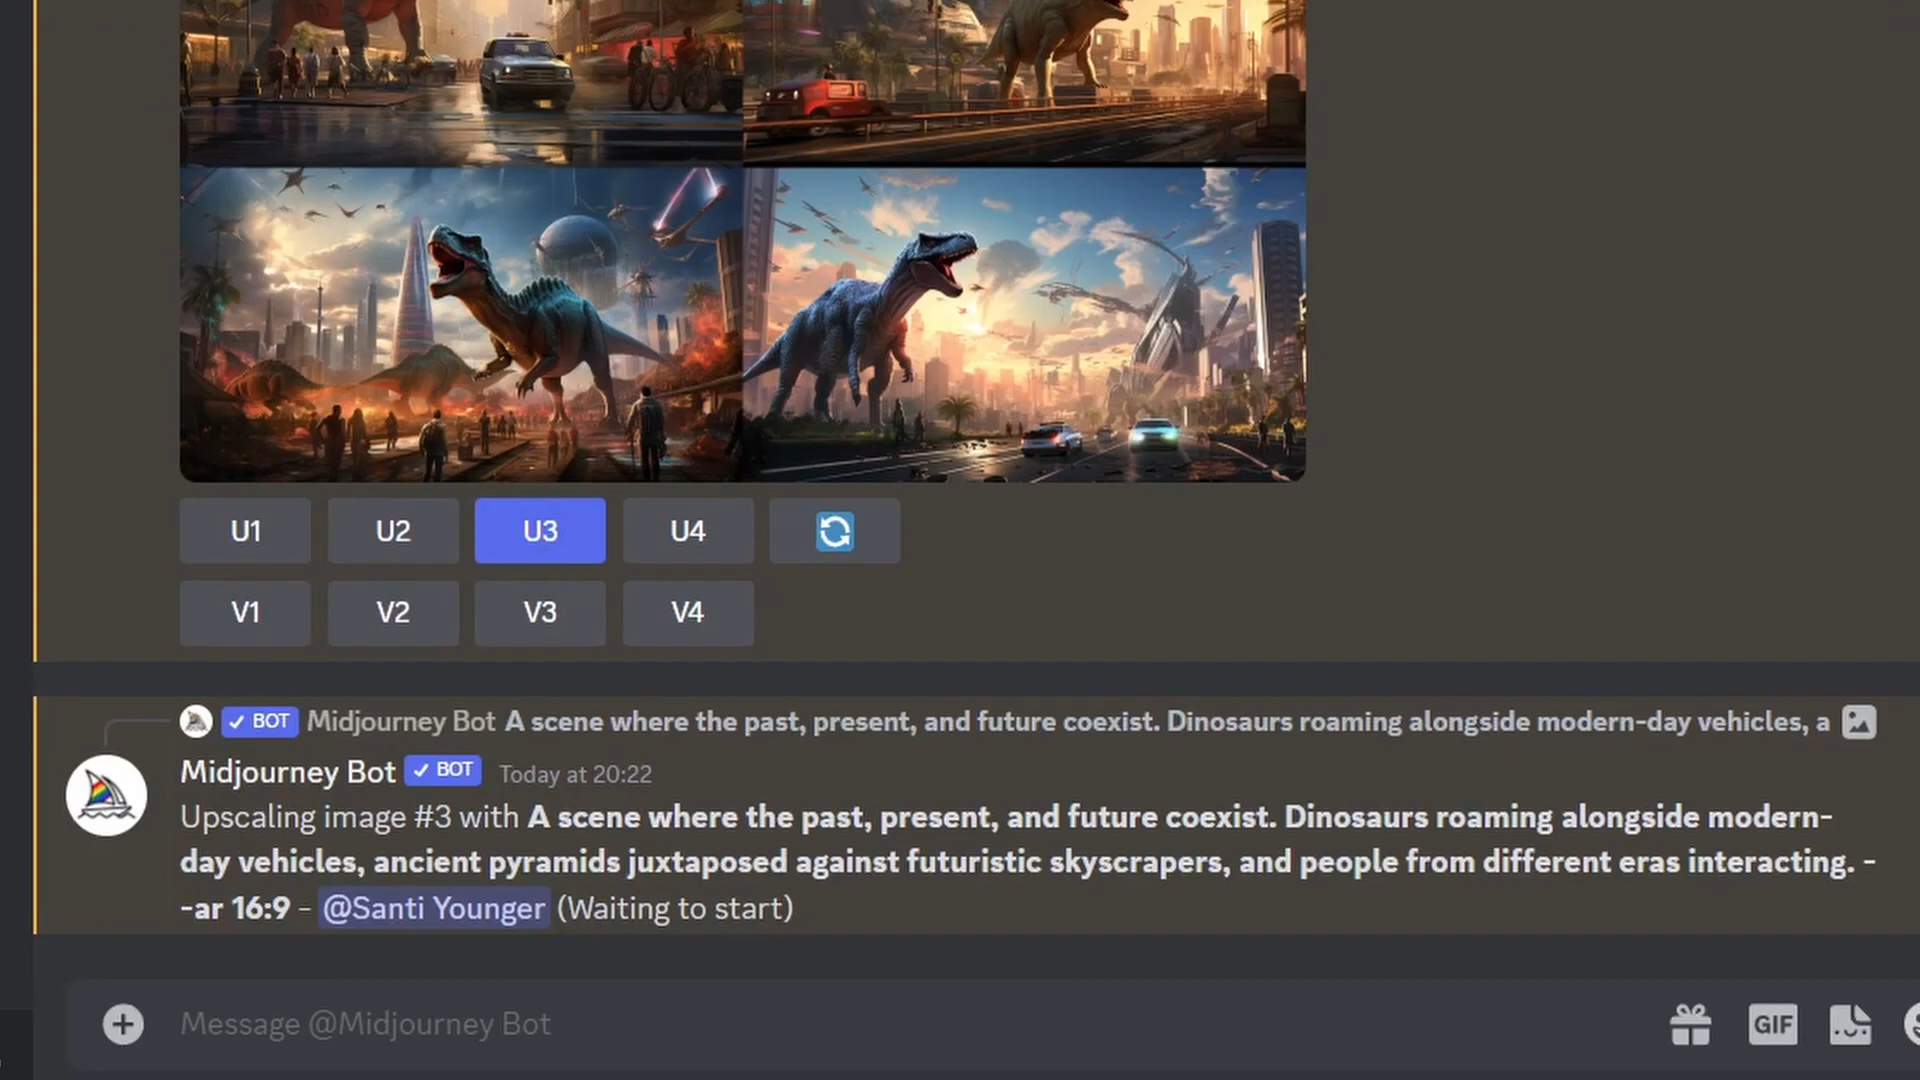 U1 U2 U3 U4
V1 V2 V3 V4
✓ BOT Midjourney Bot A scene where the past, present, and future coexist. Dinosaurs roaming alongside modern-day vehicles, a
Midjourney Bot ✓ BOT Today at 20:22
Upscaling image #3 with A scene where the past, present, and future coexist. Dinosaurs roaming alongside modern-
day vehicles, ancient pyramids juxtaposed against futuristic skyscrapers, and people from different eras interacting. -
-ar 16:9 - @Santi Younger (Waiting to start)
Message @Midjourney Bot GIF